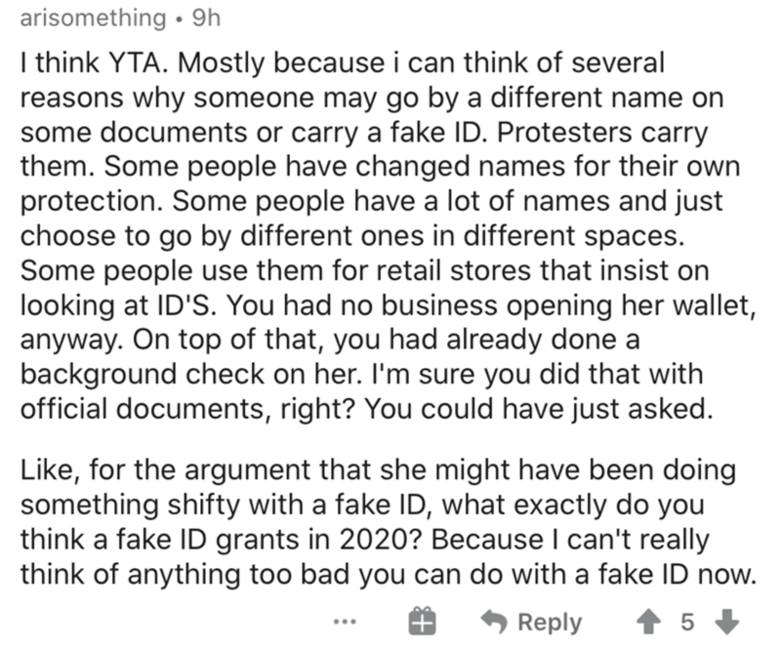 arisomething • 9h
I think YTA. Mostly because i can think of several
reasons why someone may go by a different name on
some documents or carry a fake ID. Protesters carry
them. Some people have changed names for their own
protection. Some people have a lot of names and just
choose to go by different ones in different spaces.
Some people use them for retail stores that insist on
looking at ID'S. You had no business opening her wallet,
anyway. On top of that, you had already done a
background check on her. I'm sure you did that with
official documents, right? You could have just asked.
Like, for the argument that she might have been doing
something shifty with a fake ID, what exactly do you
think a fake ID grants in 2020? Because I can't really
think of anything too bad you can do with a fake ID now.
... Reply 5